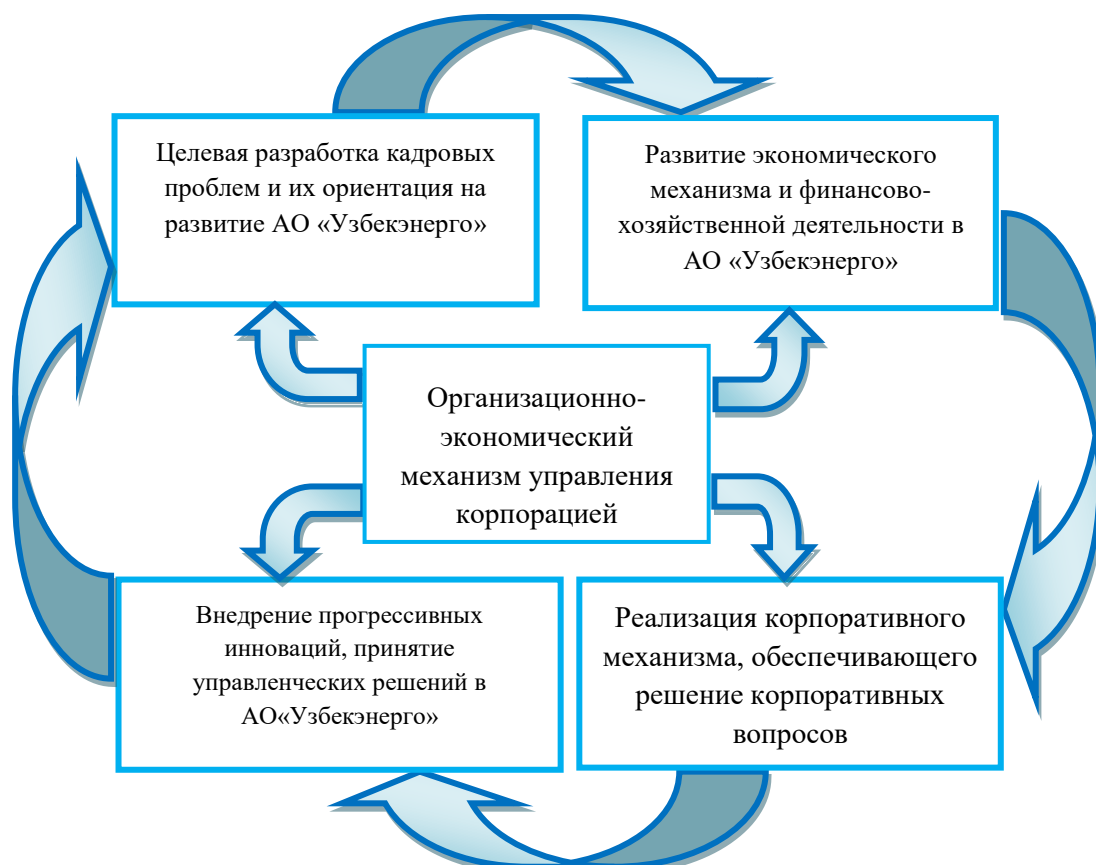 Целевая разработка кадровых
проблем и их ориентация на
развитие АО «Узбекэнерго»
Развитие экономического
механизма и финансово-
хозяйственной деятельности в
АО «Узбекэнерго»
Организационно-
экономический
механизм управления
корпорацией
Внедрение прогрессивных
инноваций, принятие
управленческих решений в
АО«Узбекэнерго»
Реализация корпоративного
механизма, обеспечивающего
решение корпоративных
вопросов